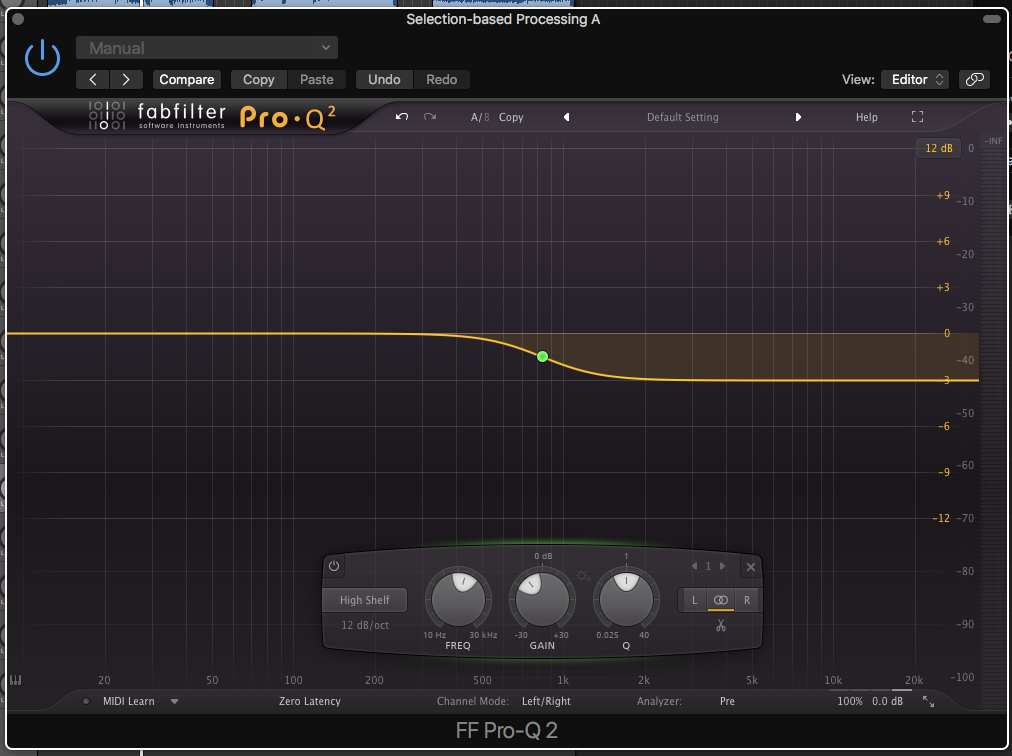 Selection-based Processing A
Manual
Compare Copy Paste Undo Redo View: Editor
fabfilter Pro·Q² A/B Copy Default Setting Help
software instruments
12 dB 0 -INF
+9 -10
+6 -20
+3 -30
0 -40
-3 -50
-6 -60
-9 -70
-12 -80
-90
-100
0 dB 1 1
High Shelf L R
12 dB/oct
10 Hz 30 kHz -30 +30 0.025 40
FREQ GAIN Q
20 50 100 200 500 1k 2k 5k 10k 20k
MIDI Learn Zero Latency Channel Mode: Left/Right Analyzer: Pre 100% 0.0 dB
FF Pro-Q 2